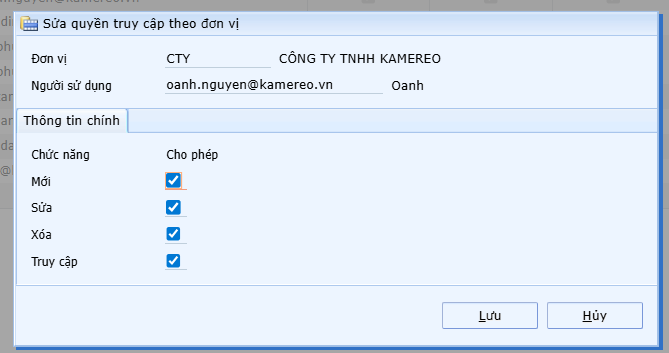 Sửa quyền truy cập theo đơn vị
Đơn vị CTY CÔNG TY TNHH KAMEREO
Người sử dụng oanh.nguyen@kamereo.vn Oanh
Thông tin chính
Chức năng Cho phép
Mới
Sửa
Xóa
Truy cập
Lưu Hủy